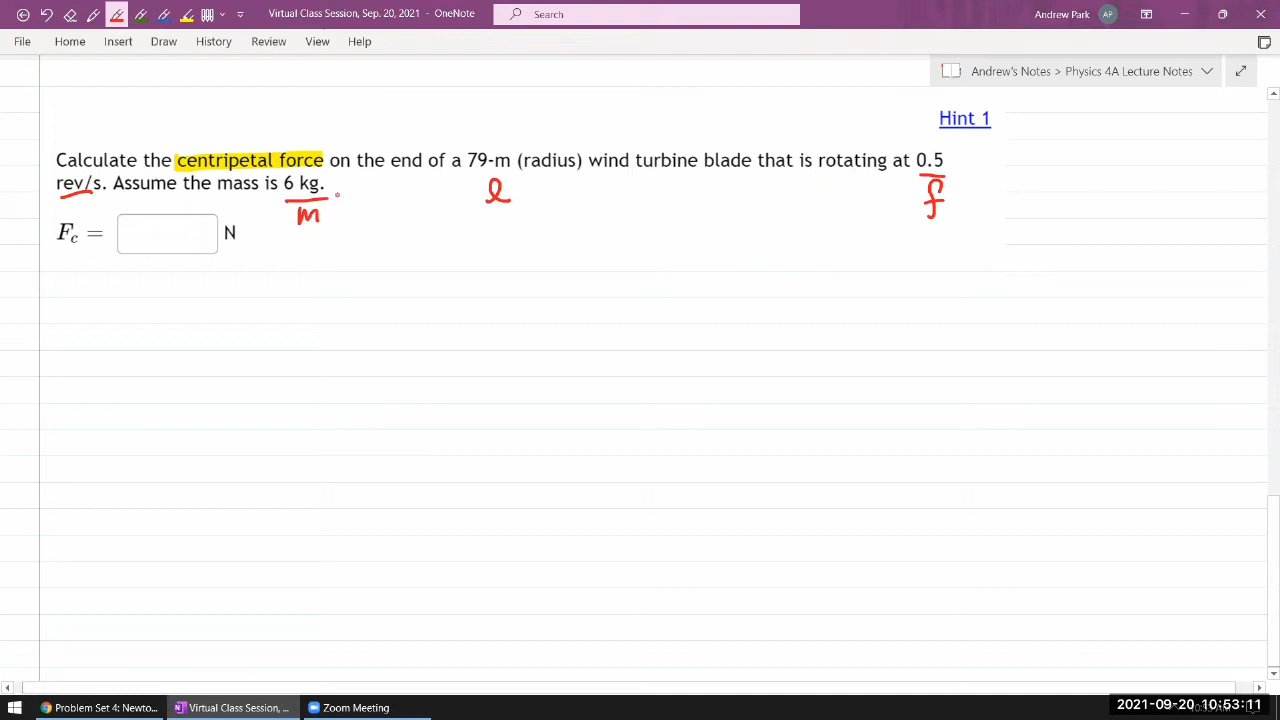 Virtual Class Session, Sep. 20, 2021 - OneNote
Search
Andrew Park
AP
File Home Insert Draw History Review View Help
Andrew's Notes > Physics 4A Lecture Notes
Hint 1
Calculate the centripetal force on the end of a 79-m (radius) wind turbine blade that is rotating at 0.5
rev/s. Assume the mass is 6 kg.
m
l
f
F_c = N
Problem Set 4: Newto...
Virtual Class Session, ...
Zoom Meeting
2021-09-20 10:53:11